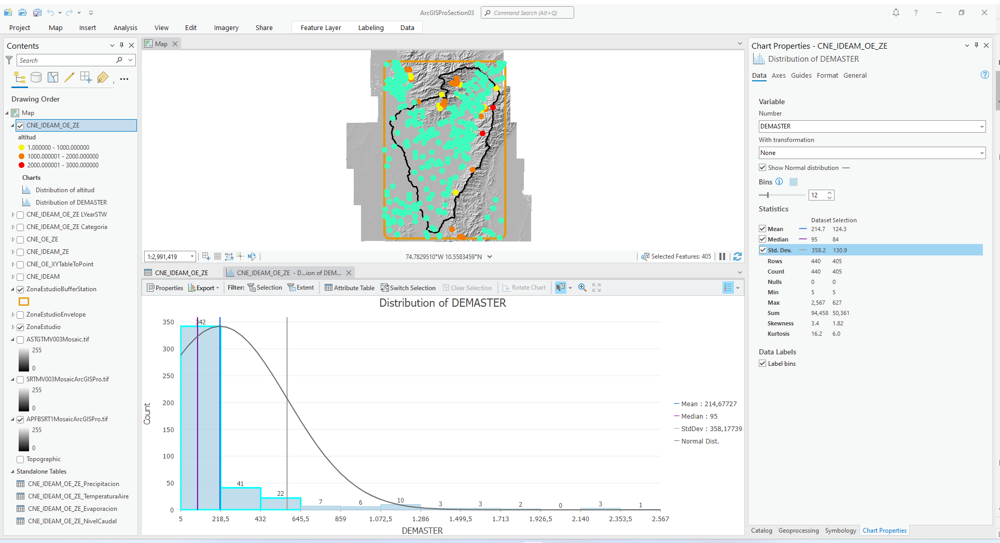 ArcGISProSection03
Command Search (Alt+Q)
?
Project Map Insert Analysis View Edit Imagery Share Feature Layer Labeling Data
Contents
Search
Drawing Order
Map
CNE_IDEAM_OE_ZE
altitud
1.000000 - 1000.000000
1000.000001 - 2000.000000
2000.000001 - 3000.000000
Charts
Distribution of altitud
Distribution of DEMASTER
CNE_IDEAM_OE_ZE LYearSTW
CNE_IDEAM_OE_ZE Categoria
CNE_OE_ZE
CNE_IDEAM_ZE
CNE_OE_XYTableToPoint
CNE_IDEAM
ZonaEstudioBufferStation
ZonaEstudioEnvelope
ZonaEstudio
ASTGTMV003Mosaic.tif
255
0
SRTMV003MosaicArcGISPro.tif
255
0
APFBSRT1MosaicArcGISPro.tif
255
0
Topographic
Standalone Tables
CNE_IDEAM_OE_ZE_Precipitacion
CNE_IDEAM_OE_ZE_TemperaturaAire
CNE_IDEAM_OE_ZE_Evaporacion
CNE_IDEAM_OE_ZE_NivelCaudal
Map
1:2,991,419
74.7829510°W 10.5583459°N
Selected Features: 405
CNE_IDEAM_OE_ZE
CNE_IDEAM_OE_ZE - D...ion of DEM...
Properties Export Filter: Selection Extent Attribute Table Switch Selection Clear Selection Rotate Chart
Distribution of DEMASTER
350
300
250
200
150
100
50
0
Count
342
41
22
7
6
10
3
3
2
0
3
1
5 218,5 432 645,5 859 1.072,5 1.286 1.499,5 1.713 1.926,5 2.140 2.353,5 2.567
DEMASTER
Mean : 214,67727
Median : 95
StdDev : 358,17739
Normal Dist.
Chart Properties - CNE_IDEAM_OE_ZE
Distribution of DEMASTER
Data Axes Guides Format General
?
Variable
Number
DEMASTER
With transformation
None
Show Normal distribution
Bins
12
Statistics
Dataset Selection
Mean 214.7 124.3
Median 95 84
Std. Dev. 358.2 130.9
Rows 440 405
Count 440 405
Nulls 0 0
Min 5 5
Max 2,567 627
Sum 94,458 50,361
Skewness 3.4 1.82
Kurtosis 16.2 6.0
Data Labels
Label bins
Catalog Geoprocessing Symbology Chart Properties